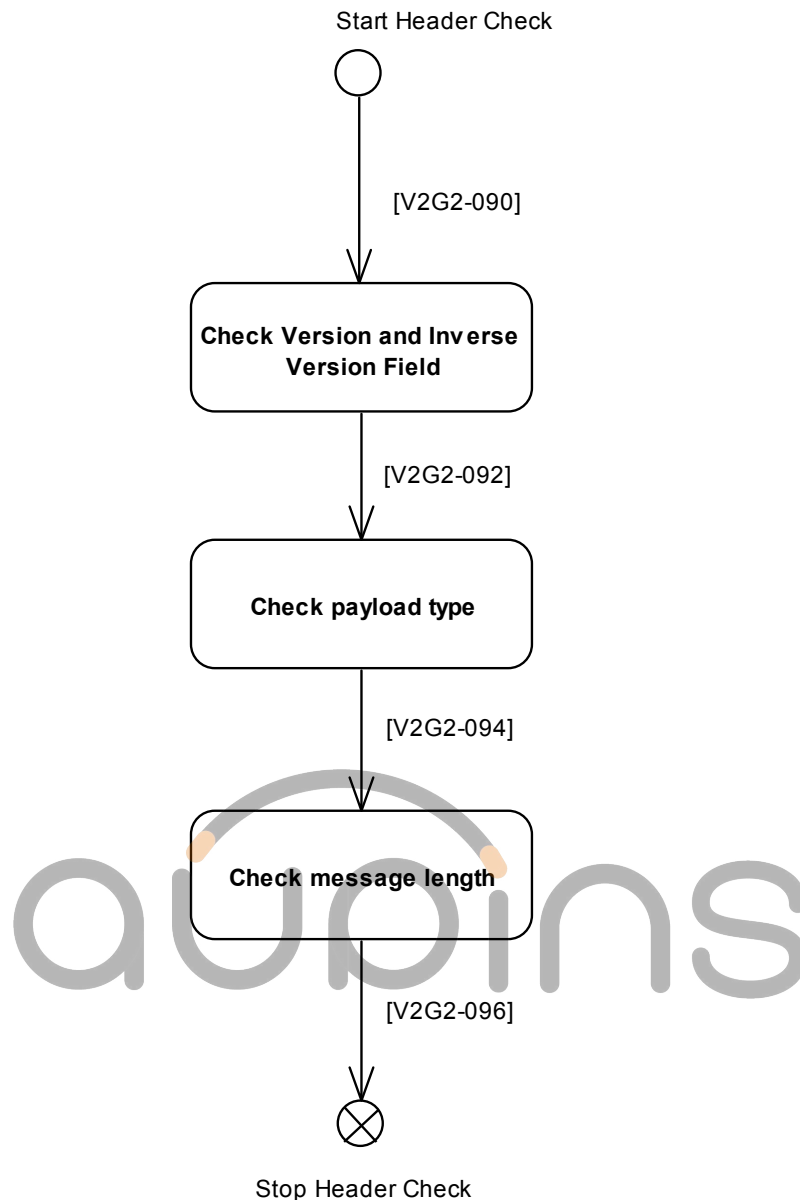 Start Header Check
[V2G2-090]
Check Version and Inverse
Version Field
[V2G2-092]
Check payload type
[V2G2-094]
Check message length
aupins
[V2G2-096]
Stop Header Check